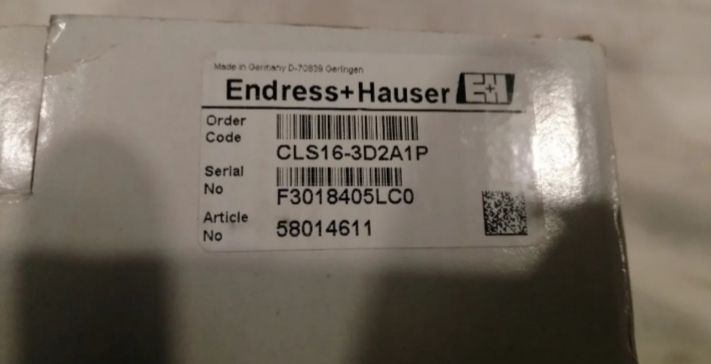 Made in Germany D-70839 Gerlingen
Endress+Hauser E+H
Order
Code
CLS16-3D2A1P
Serial
No
F3018405LC0
Article
No
58014611